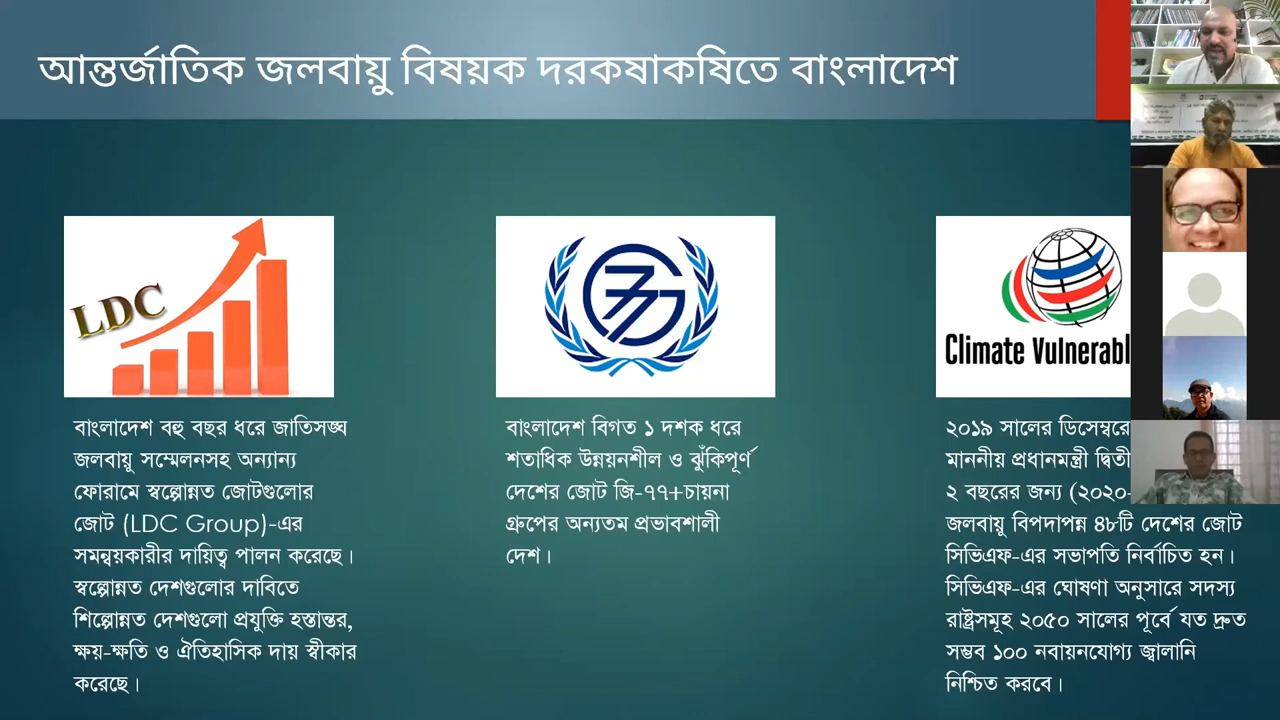 আন্তর্জাতিক জলবায়ু বিষয়ক দরকষাকষিতে বাংলাদেশ
LDC
বাংলাদেশ বহু বছর ধরে জাতিসঙ্ঘ
জলবায়ু সম্মেলনসহ অন্যান্য
ফোরামে স্বল্পোন্নত জোটগুলোর
জোট (LDC Group)-এর
সমন্বয়কারীর দায়িত্ব পালন করেছে।
স্বল্পোন্নত দেশগুলোর দাবিতে
শিল্পোন্নত দেশগুলো প্রযুক্তি হস্তান্তর,
ক্ষয়-ক্ষতি ও ঐতিহাসিক দায় স্বীকার
করেছে।
G77
বাংলাদেশ বিগত ১ দশক ধরে
শতাধিক উন্নয়নশীল ও ঝুঁকিপূর্ণ
দেশের জোট জি-৭৭+চায়না
গ্রুপের অন্যতম প্রভাবশালী
দেশ।
Climate Vulnerabl
২০১৯ সালের ডিসেম্বরে
মাননীয় প্রধানমন্ত্রী দ্বিতী
২ বছরের জন্য (২০২০-
জলবায়ু বিপদাপন্ন ৪৮টি দেশের জোট
সিভিএফ-এর সভাপতি নির্বাচিত হন।
সিভিএফ-এর ঘোষণা অনুসারে সদস্য
রাষ্ট্রসমূহ ২০৫০ সালের পূর্বে যত দ্রুত
সম্ভব ১০০ নবায়নযোগ্য জ্বালানি
নিশ্চিত করবে।